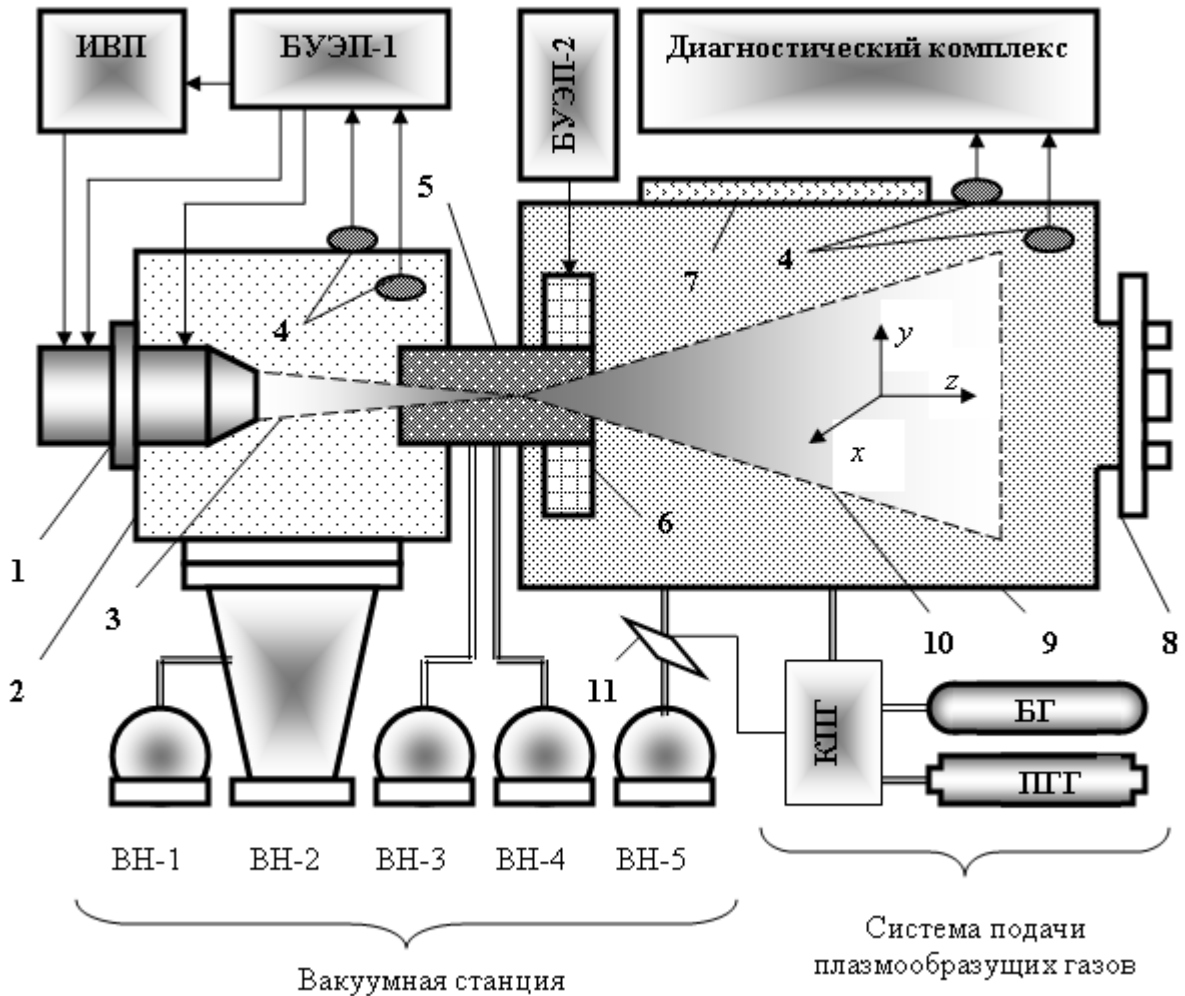 ИВП
БУЭП-1
БУЭП-2
Диагностический комплекс
5
4
7
4
y
z
x
6
1
3
2
11
10
9
8
КПГ
БГ
ПГГ
ВН-1
ВН-2
ВН-3
ВН-4
ВН-5
Вакуумная станция
Система подачи
плазмообразущих газов